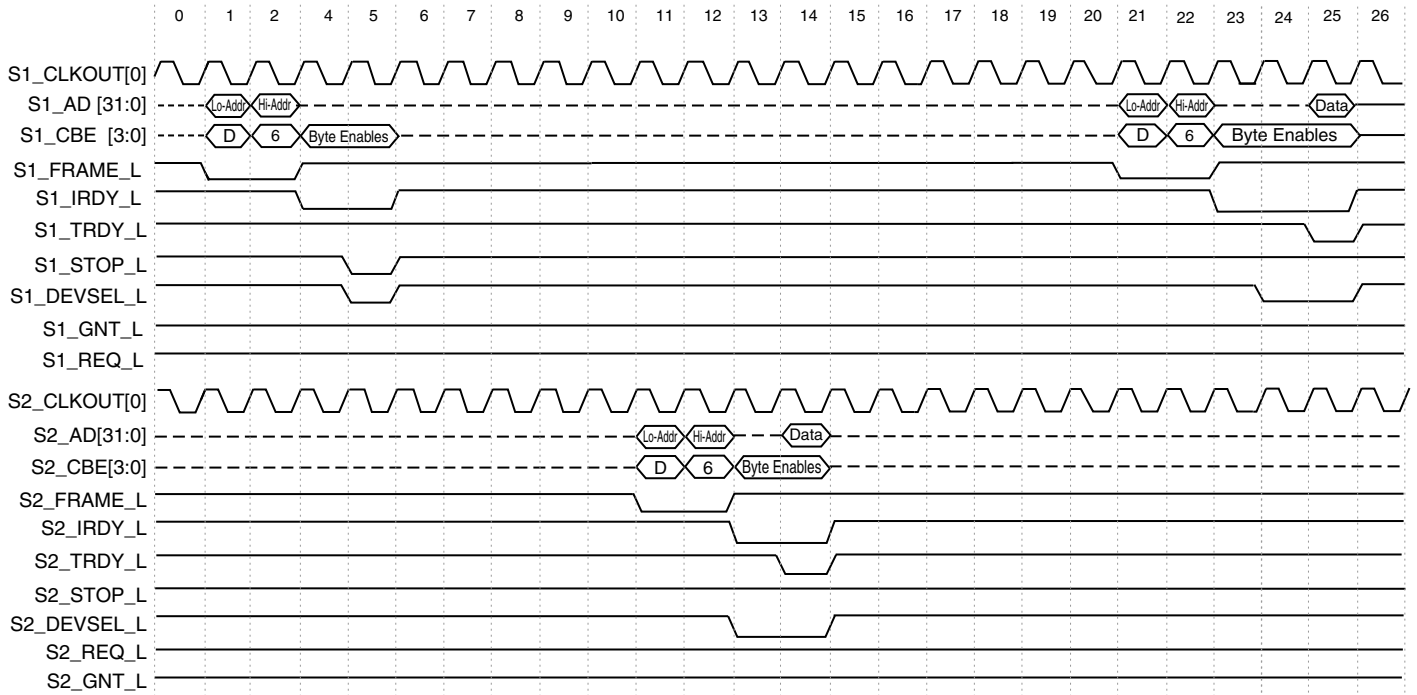 0 1 2 4 5 6 7 8 9 10 11 12 13 14 15 16 17 18 19 20 21 22 23 24 25 26
S1_CLKOUT[0]
S1_AD [31:0] Lo-Addr Hi-Addr Lo-Addr Hi-Addr Data
S1_CBE [3:0] D 6 Byte Enables D 6 Byte Enables
S1_FRAME_L
S1_IRDY_L
S1_TRDY_L
S1_STOP_L
S1_DEVSEL_L
S1_GNT_L
S1_REQ_L
S2_CLKOUT[0]
S2_AD[31:0] Lo-Addr Hi-Addr Data
S2_CBE[3:0] D 6 Byte Enables
S2_FRAME_L
S2_IRDY_L
S2_TRDY_L
S2_STOP_L
S2_DEVSEL_L
S2_REQ_L
S2_GNT_L